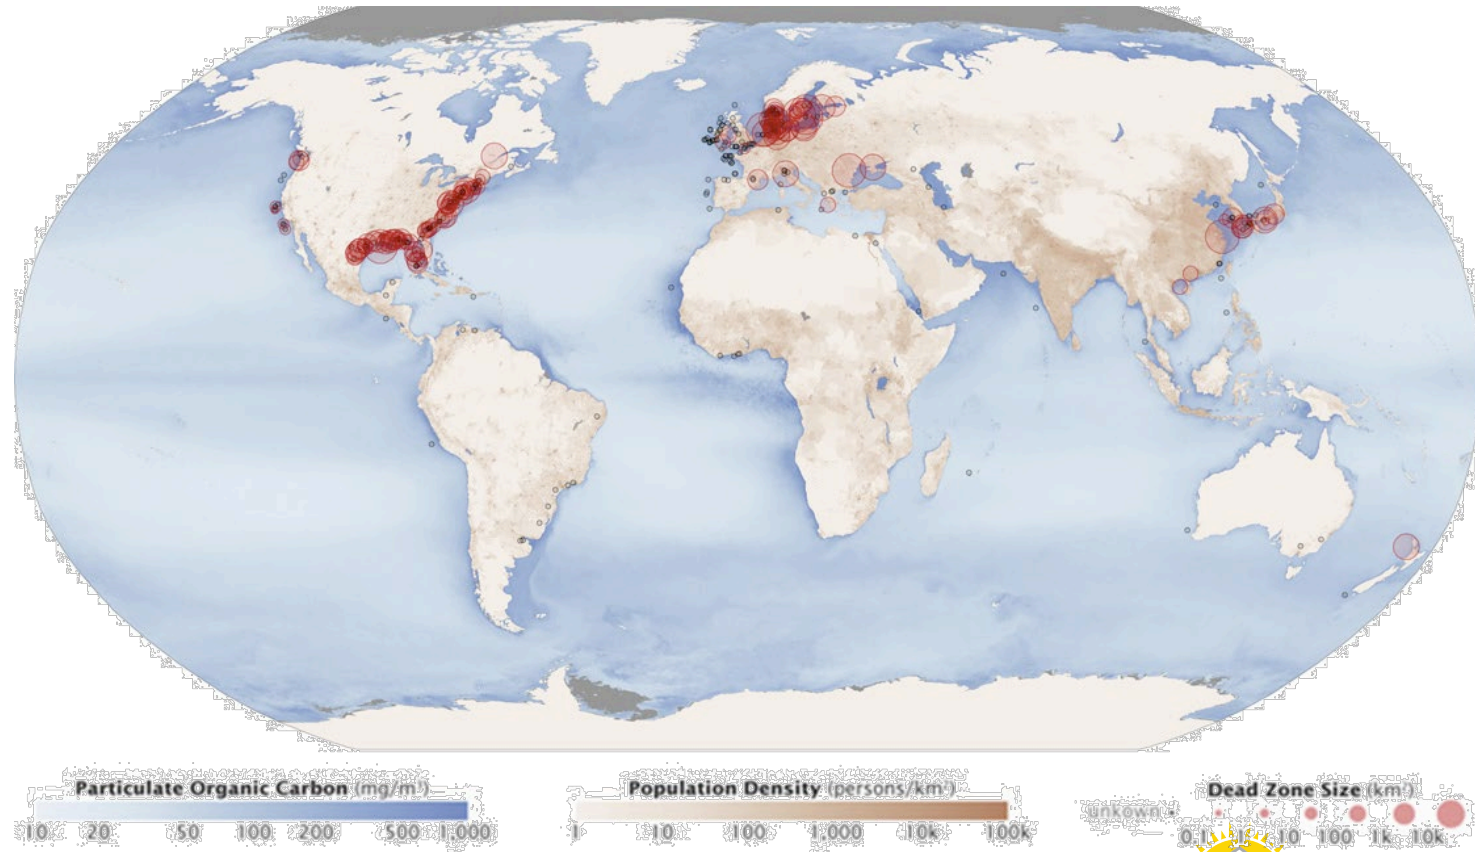 Particulate Organic Carbon (mg/m³)
10 20 50 100 200 500 1,000
Population Density (persons/km²)
1 10 100 1,000 10k 100k
Dead Zone Size (km²)
unkown
0.1 1 10 100 1k 10k